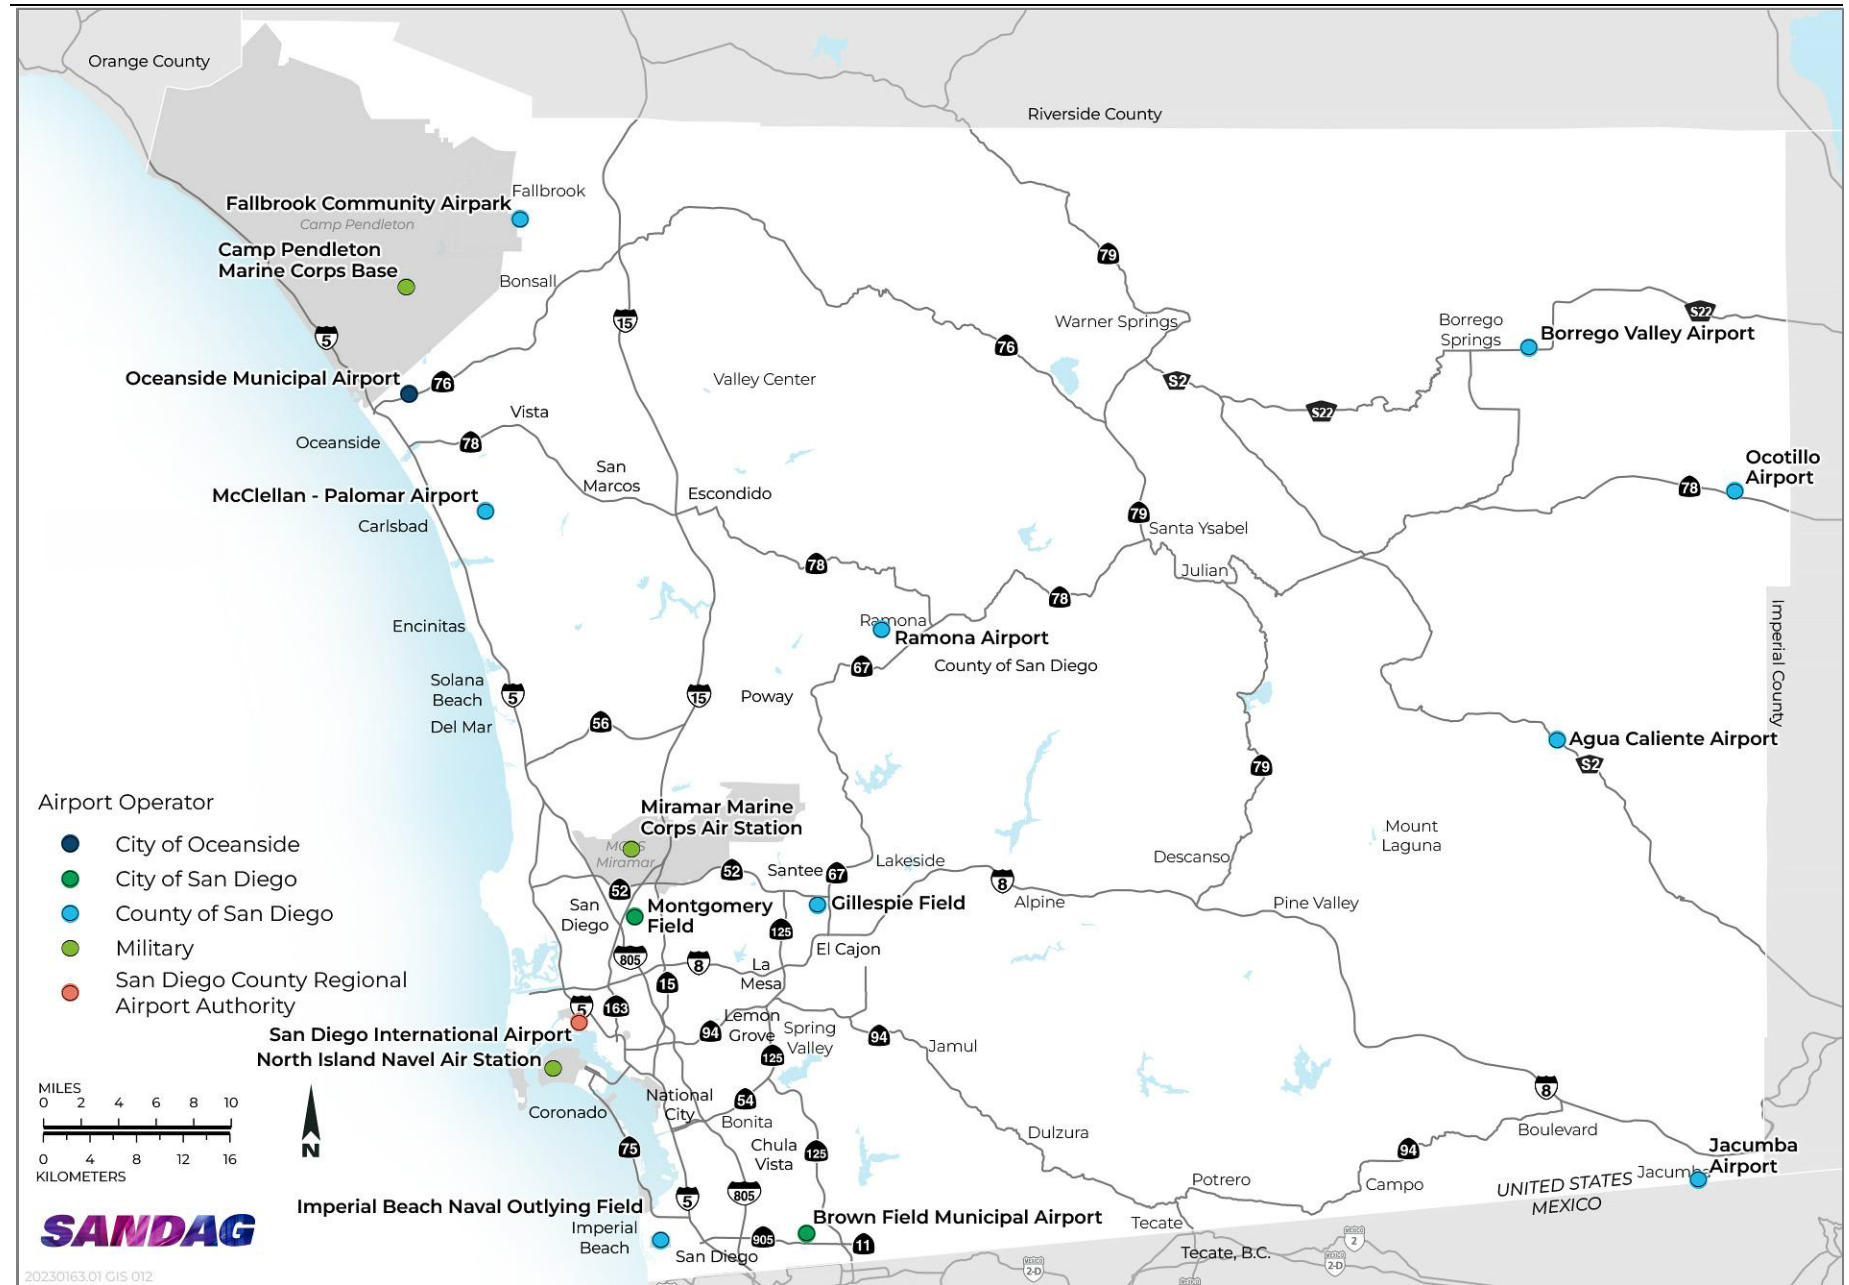 Orange County
Riverside County
Fallbrook
Fallbrook Community Airpark
Camp Pendleton
Camp Pendleton
Marine Corps Base
Bonsall
79
15
5
Warner Springs
76
Borrego
Springs
S22
Borrego Valley Airport
Oceanside Municipal Airport
76
Valley Center
S2
S22
Vista
Oceanside
78
San
Marcos
Escondido
Ocotillo
Airport
78
McClellan - Palomar Airport
Carlsbad
79
Santa Ysabel
78
Julian
78
Encinitas
Ramona
Ramona Airport
67
County of San Diego
Imperial County
Solana
Beach
5
15
Poway
Del Mar
56
Agua Caliente Airport
S2
79
Airport Operator
City of Oceanside
City of San Diego
County of San Diego
Military
San Diego County Regional
Airport Authority
Miramar Marine
Corps Air Station
MCAS
Miramar
Mount
Laguna
Descanso
52
52
Santee
67
Lakeside
8
Alpine
Pine Valley
San
Diego
Montgomery
Field
Gillespie Field
125
805
8
El Cajon
La
Mesa
15
5
163
Lemon
Grove
94
Spring
Valley
94
Jamul
125
San Diego International Airport
North Island Navel Air Station
MILES
0 2 4 6 8 10
0 4 8 12 16
KILOMETERS
N
Coronado
National
City
54
Bonita
8
Boulevard
75
Chula
Vista
125
Dulzura
94
Jacumba
Jacumba
Airport
Potrero
Campo
UNITED STATES
MEXICO
5
805
Imperial Beach Naval Outlying Field
Imperial
Beach
Brown Field Municipal Airport
905
11
San Diego
Tecate
Tecate, B.C.
2
2-D
2-D
SANDAG
20230163.01 GIS 012